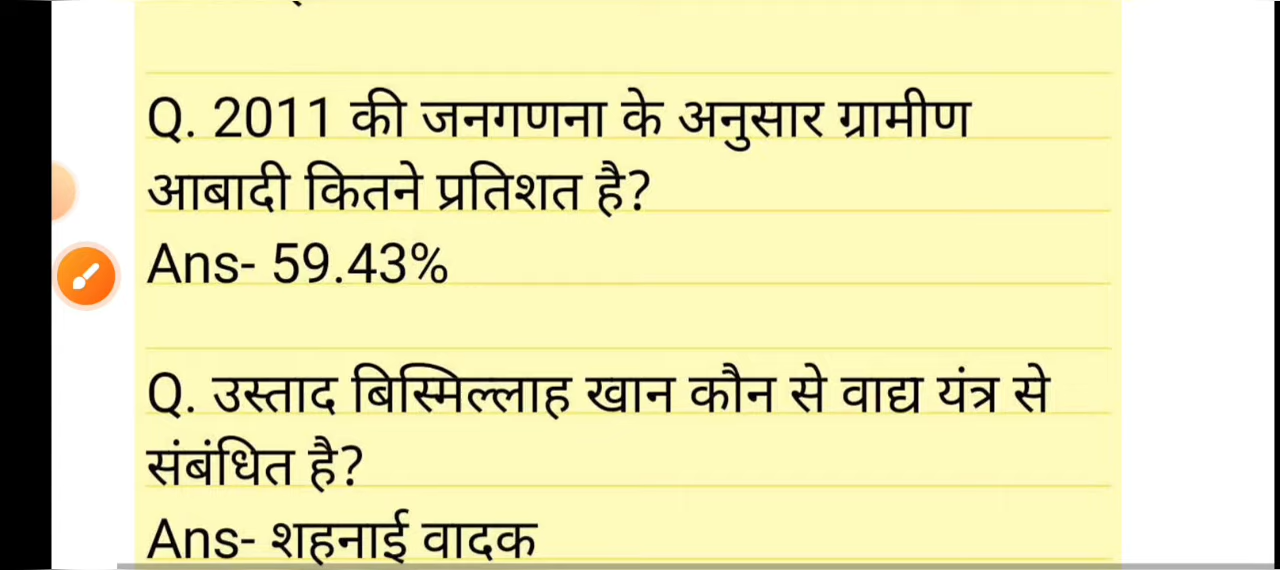 Q. 2011 की जनगणना के अनुसार ग्रामीण
आबादी कितने प्रतिशत है?
Ans- 59.43%
Q. उस्ताद बिस्मिल्लाह खान कौन से वाद्य यंत्र से
संबंधित है?
Ans- शहनाई वादक